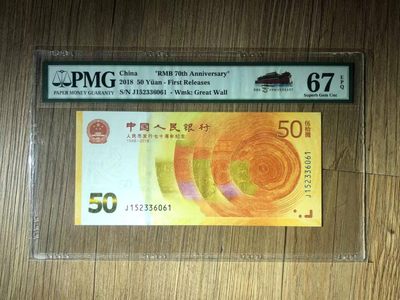 PMG
PAPER MONEY GUARANTY
China "RMB 70th Anniversary"
2018 50 Yüan - First Releases
S/N J152336061 - Wmk: Great Wall
67 EPQ
Superb Gem Unc
中国人民银行
人民币发行七十周年纪念
1948-2018
50
伍拾圆
50
J152336061
J152336061